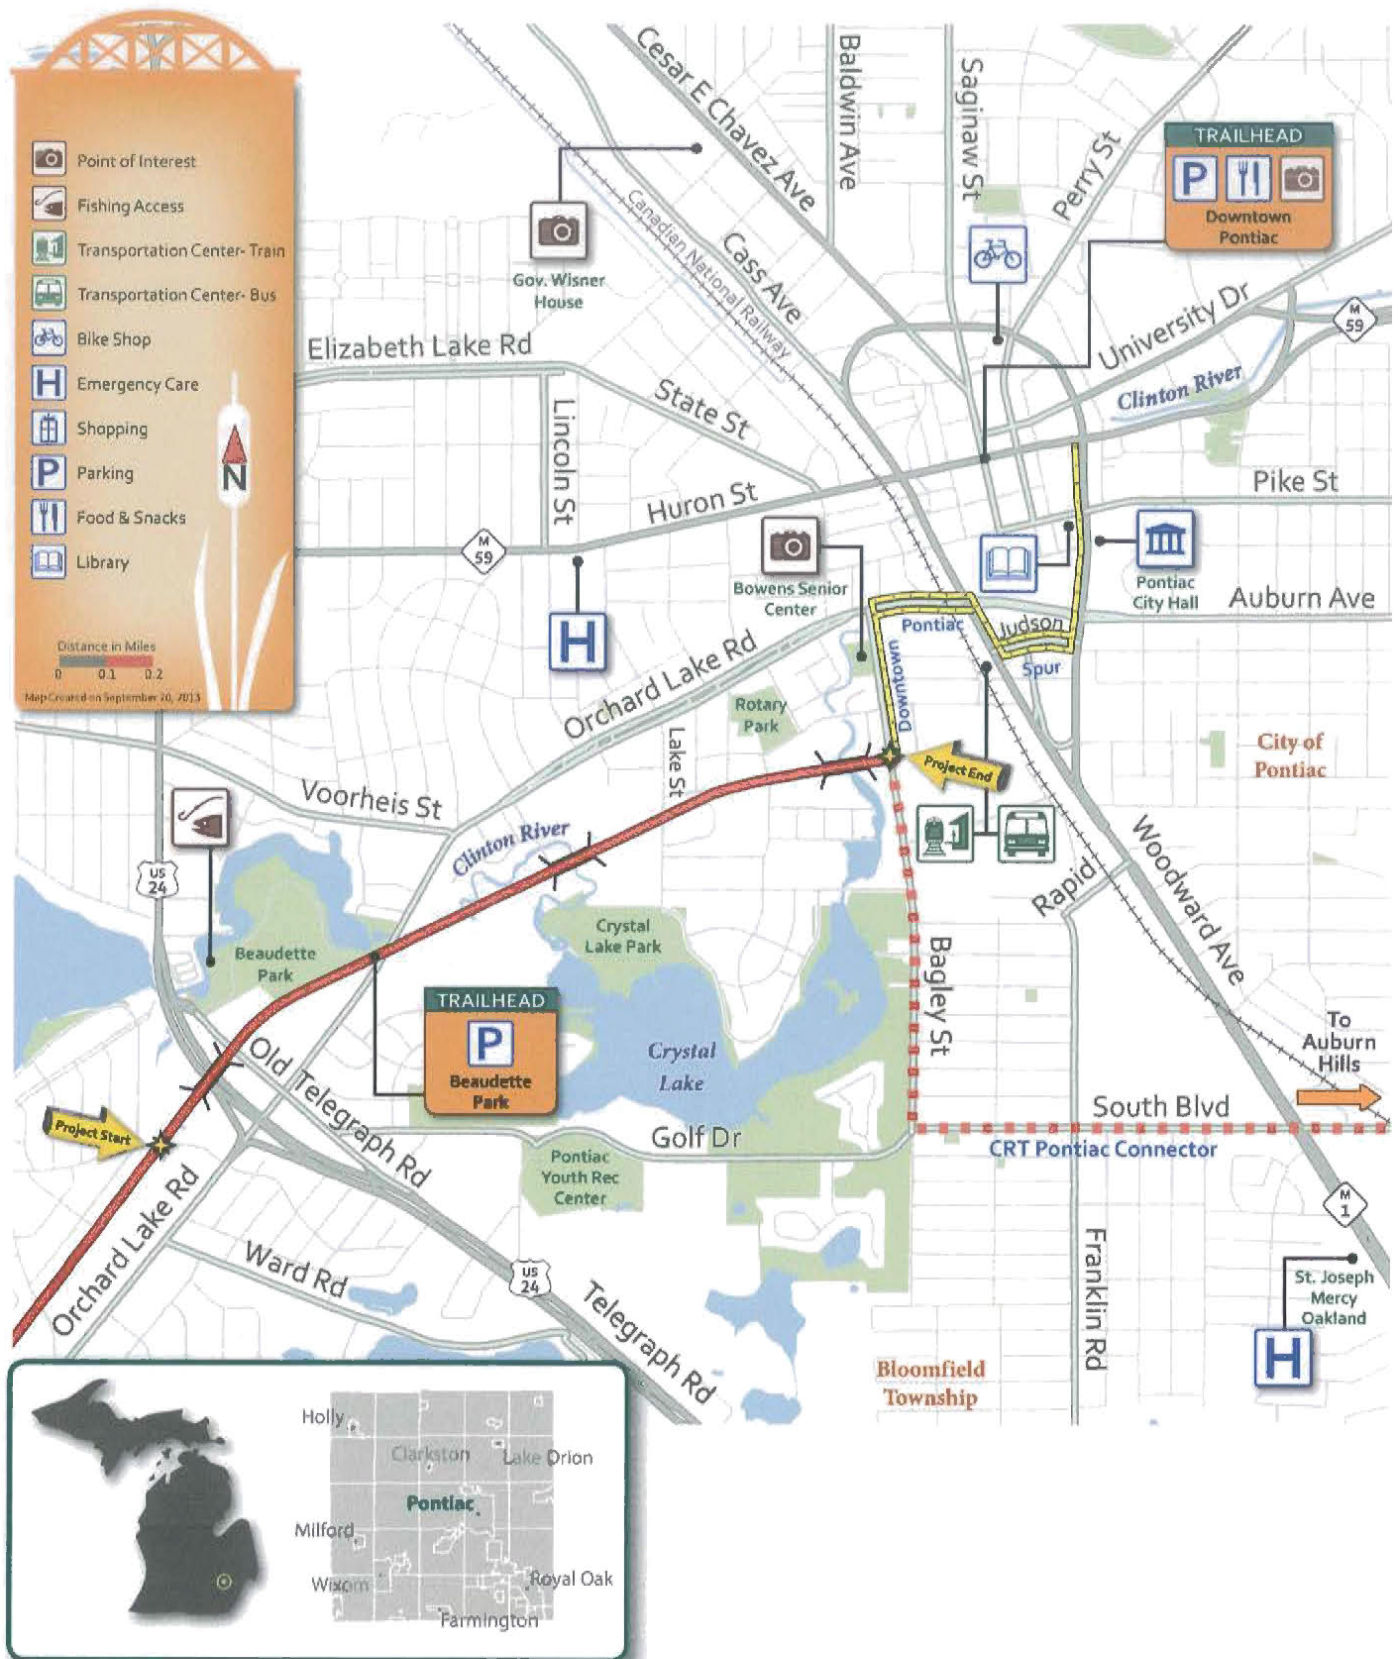 Point of Interest
Fishing Access
Transportation Center- Train
Transportation Center- Bus
Bike Shop
H
Emergency Care
Shopping
P
Parking
Food & Snacks
Library
N
Distance in Miles
0 0.1 0.2
Map Created on September 20, 2013
Cesar E Chavez Ave
Baldwin Ave
Saginaw St
Perry St
TRAILHEAD
P
Downtown
Pontiac
Canadian National Railway
Cass Ave
Gov. Wisner
House
University Dr
M
59
Clinton River
Elizabeth Lake Rd
State St
Lincoln St
Huron St
Pike St
M
59
Bowens Senior
Center
Pontiac
City Hall
Auburn Ave
H
Pontiac
Judson
Spur
Downtown
Orchard Lake Rd
Rotary
Park
Lake St
Project End
City of
Pontiac
Voorheis St
Clinton River
US
24
Rapid
Woodward Ave
Crystal
Lake Park
Beaudette
Park
Bagley St
TRAILHEAD
P
Beaudette
Park
Crystal
Lake
To
Auburn
Hills
Old Telegraph Rd
Project Start
Golf Dr
South Blvd
CRT Pontiac Connector
Pontiac
Youth Rec
Center
Orchard Lake Rd
M
1
Ward Rd
US
24
Telegraph Rd
Franklin Rd
St. Joseph
Mercy
Oakland
H
Bloomfield
Township
Holly
Clarkston
Lake Orion
Pontiac
Milford
Wixom
Royal Oak
Farmington